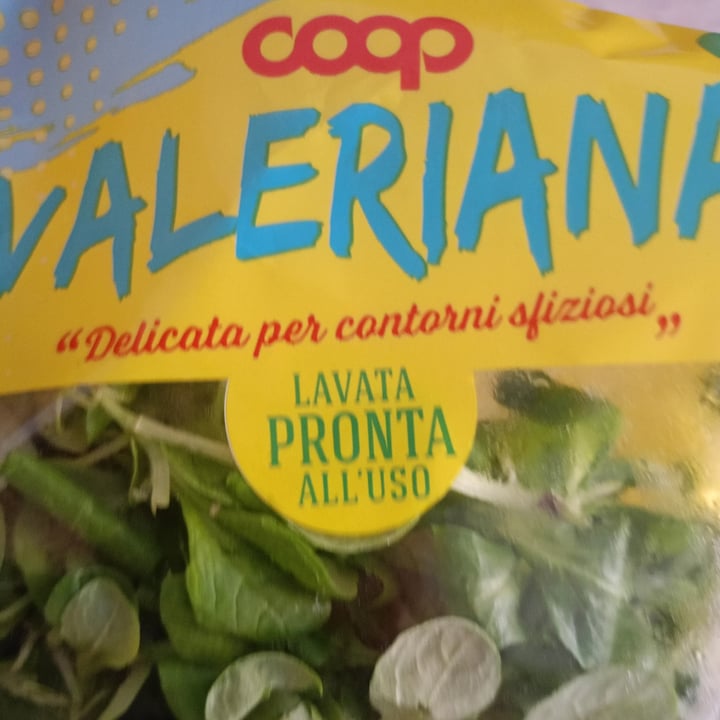 coop
VALERIANA
“Delicata per contorni sfiziosi„
LAVATA
PRONTA
ALL'USO